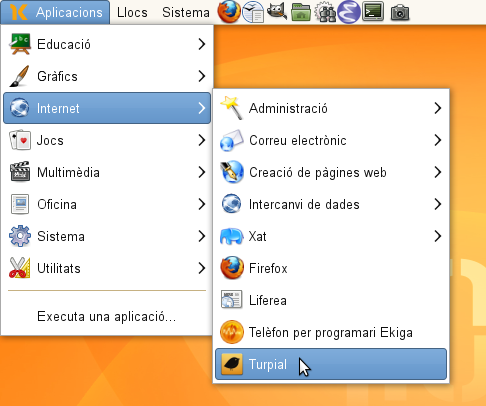 Aplicacions Llocs Sistema
Educació
Gràfics
Internet
Jocs
Multimèdia
Oficina
Sistema
Utilitats
Executa una aplicació...
Administració
Correu electrònic
Creació de pàgines web
Intercanvi de dades
Xat
Firefox
Liferea
Telèfon per programari Ekiga
Turpial